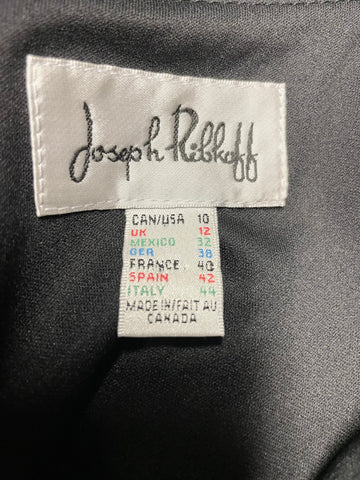 Joseph Ribkoff
CAN/USA 10
UK 12
MEXICO 32
GER 38
FRANCE 40
SPAIN 42
ITALY 44
MADE IN/FAIT AU
CANADA